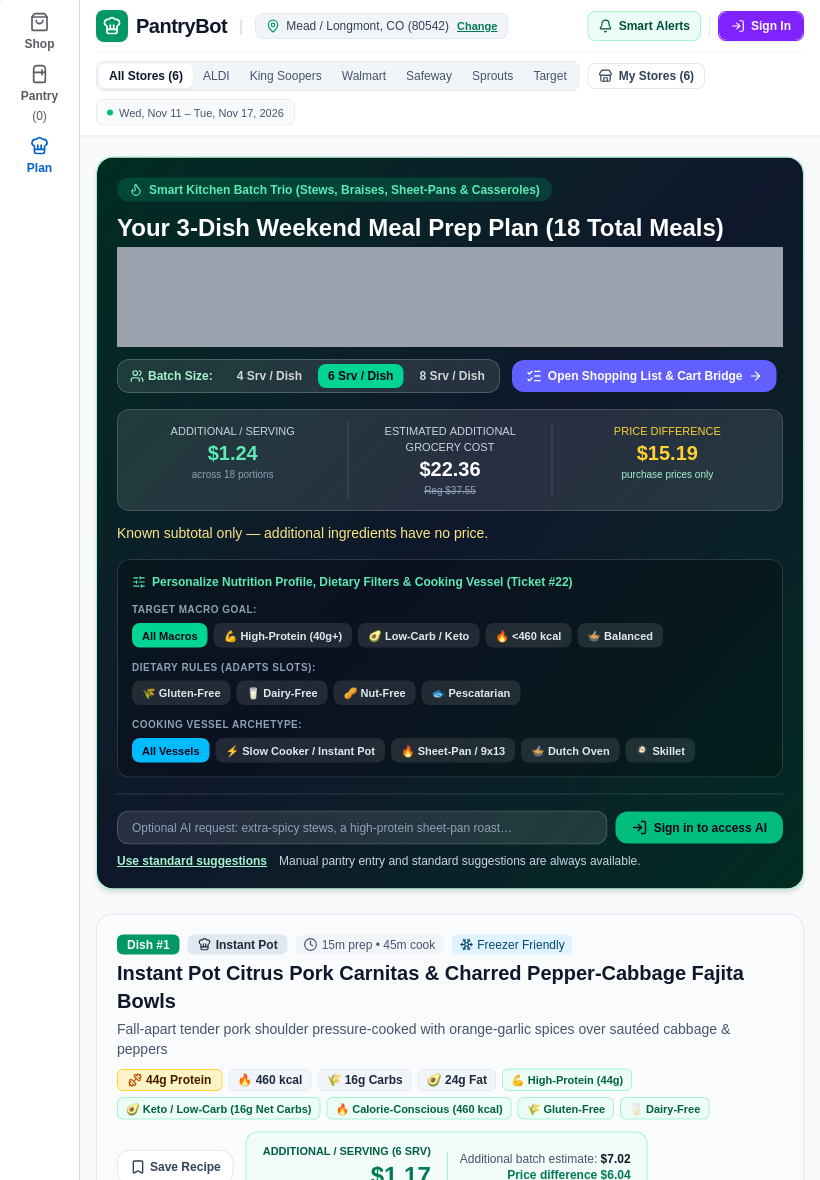 Shop
Pantry
(0)
Plan
PantryBot
Mead / Longmont, CO (80542) Change
Smart Alerts
Sign In
All Stores (6) ALDI King Soopers Walmart Safeway Sprouts Target
My Stores (6)
Wed, Nov 11 – Tue, Nov 17, 2026
Smart Kitchen Batch Trio (Stews, Braises, Sheet-Pans & Casseroles)
Your 3-Dish Weekend Meal Prep Plan (18 Total Meals)
Batch Size: 4 Srv / Dish 6 Srv / Dish 8 Srv / Dish
Open Shopping List & Cart Bridge
ADDITIONAL / SERVING
$1.24
across 18 portions
ESTIMATED ADDITIONAL
GROCERY COST
$22.36
Reg $37.55
PRICE DIFFERENCE
$15.19
purchase prices only
Known subtotal only — additional ingredients have no price.
Personalize Nutrition Profile, Dietary Filters & Cooking Vessel (Ticket #22)
TARGET MACRO GOAL:
All Macros 💪 High-Protein (40g+) 🥑 Low-Carb / Keto 🔥 <460 kcal 🍲 Balanced
DIETARY RULES (ADAPTS SLOTS):
🌾 Gluten-Free 🥛 Dairy-Free 🥜 Nut-Free 🐟 Pescatarian
COOKING VESSEL ARCHETYPE:
All Vessels ⚡ Slow Cooker / Instant Pot 🔥 Sheet-Pan / 9x13 🍲 Dutch Oven 🍳 Skillet
Optional AI request: extra-spicy stews, a high-protein sheet-pan roast…
Sign in to access AI
Use standard suggestions Manual pantry entry and standard suggestions are always available.
Dish #1 Instant Pot 15m prep • 45m cook Freezer Friendly
Instant Pot Citrus Pork Carnitas & Charred Pepper-Cabbage Fajita
Bowls
Fall-apart tender pork shoulder pressure-cooked with orange-garlic spices over sautéed cabbage &
peppers
44g Protein 🔥 460 kcal 🌾 16g Carbs 🥑 24g Fat 💪 High-Protein (44g)
🥑 Keto / Low-Carb (16g Net Carbs) 🔥 Calorie-Conscious (460 kcal) 🌾 Gluten-Free 🥛 Dairy-Free
Save Recipe
ADDITIONAL / SERVING (6 SRV)
$1.17
Additional batch estimate: $7.02
Price difference $6.04